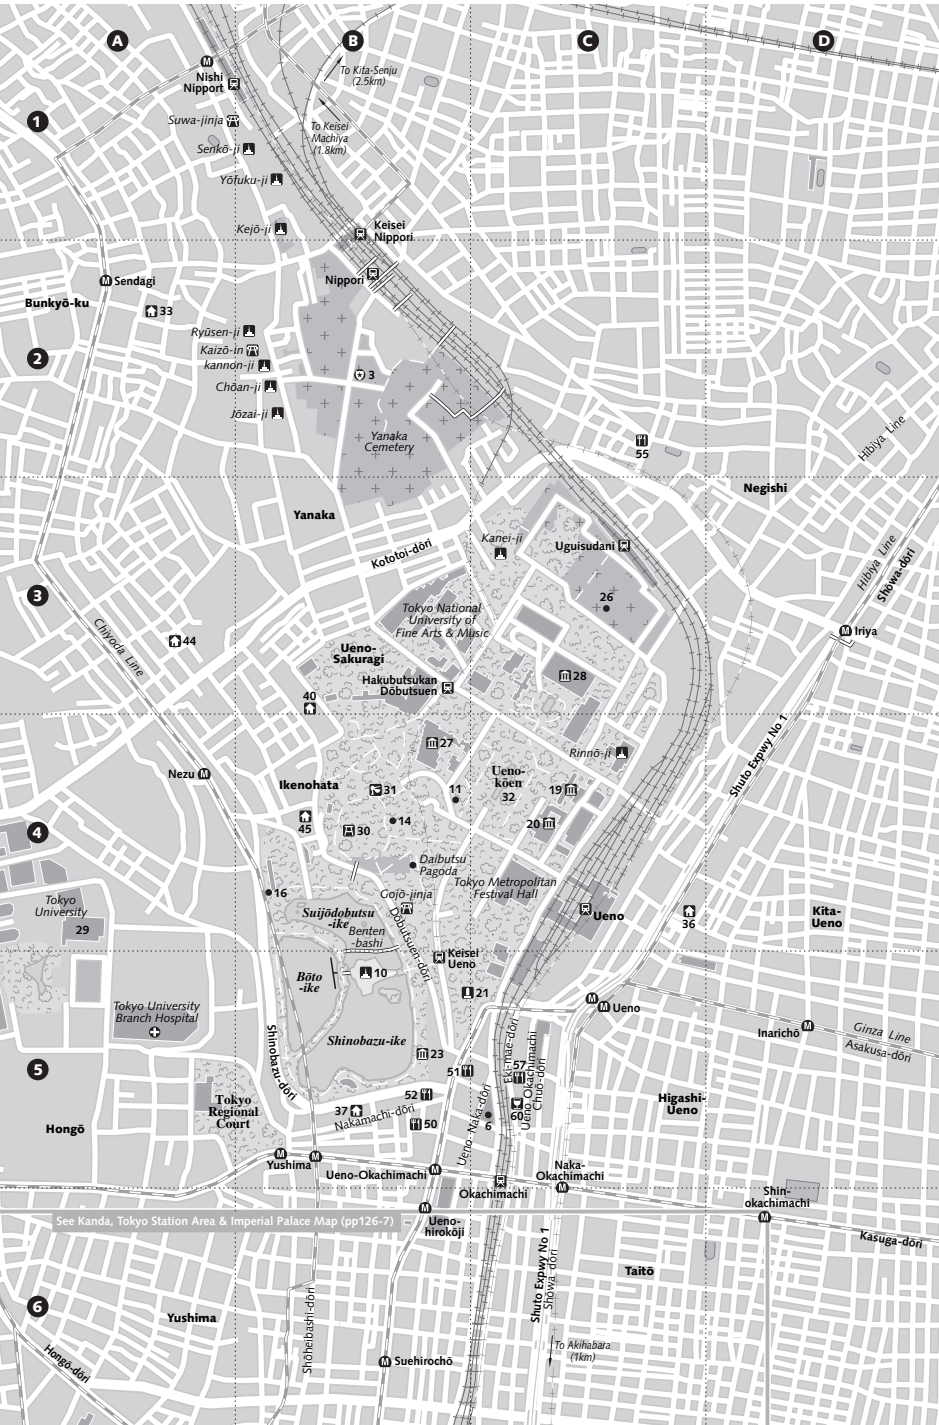 A
B
C
D
M
Nishi
Nipport
To Kita-Senju
(2.5km)
1
Suwa-jinja
To Keisei
Machiya
(1.8km)
Senkō-ji
Yōfuku-ji
Kejō-ji
Keisei
Nippori
Nippori
M Sendagi
Bunkyō-ku
33
Ryūsen-ji
Kaizō-in
kannon-ji
2
3
Chōan-ji
Jōzai-ji
Yanaka
Cemetery
55
Hibiya Line
Negishi
Yanaka
Kototoi-dōri
Kanei-ji
Uguisudani
Hibiya Line
Shōwa-dōri
3
26
Tokyo National
University of
Fine Arts & Music
M Iriya
Chiyoda Line
44
Ueno-
Sakuragi
Hakubutsukan
Dōbutsuen
28
40
27
Rinnō-ji
Shuto Expwy No 1
Nezu M
Ikenohata
Ueno-
kōen
32
31
11
19
45
14
30
20
4
Daibutsu
Pagoda
Tokyo Metropolitan
Festival Hall
16
Gojō-jinja
Tokyo
University
29
Suijōdobutsu
-ike
Benten
-bashi
Dōbutsuen-dōri
Ueno
36
Kita-
Ueno
Keisei
Ueno
Bōto
-ike
10
21
Tokyo University
Branch Hospital
M
M Ueno
Inarichō M
Ginza Line
Asakusa-dōri
Shinobazu-dōri
Shinobazu-ike
23
Eki-mae-dōri
Ueno Okachimachi
Chuō-dōri
5
51
57
52
Tokyo
Regional
Court
37
Nakamachi-dōri
50
Ueno-Naka-dōri
6
60
Higashi-
Ueno
Hongō
M
Yushima
M
Ueno-Okachimachi M
Naka-
Okachimachi
M
Okachimachi
Shin-
okachimachi
M
See Kanda, Tokyo Station Area & Imperial Palace Map (pp126-7)
M
Ueno-
hirokōji
Kasuga-dōri
Shuto Expwy No 1
Shōwa-dōri
Taitō
6
Yushima
Shōheibashi-dōri
To Akihabara
(1km)
Hongō-dōri
M Suehirochō